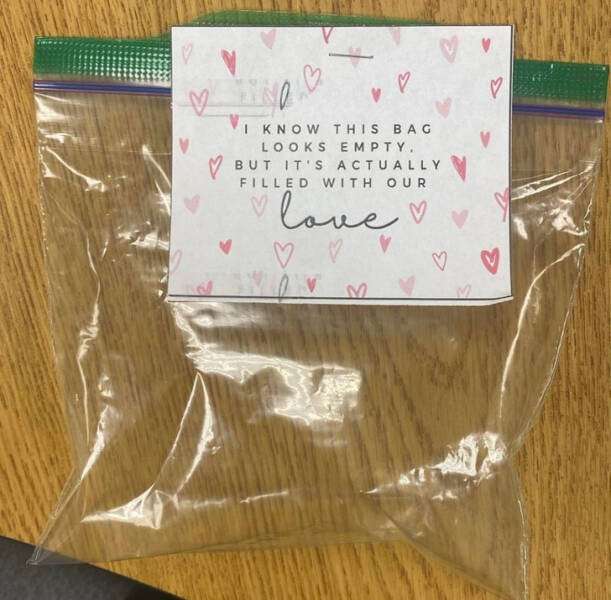 I KNOW THIS BAG
LOOKS EMPTY,
BUT IT'S ACTUALLY
FILLED WITH OUR
love